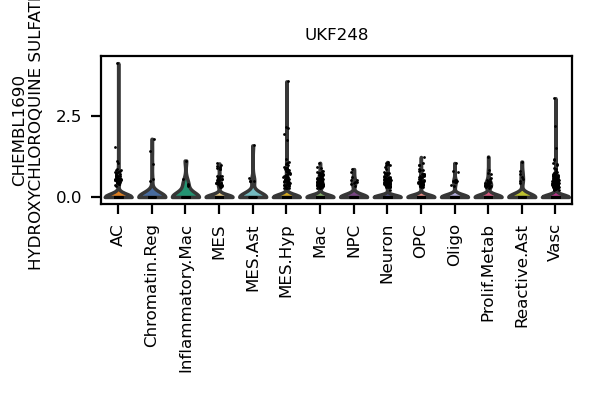 UKF248
CHEMBL1690
HYDROXYCHLOROQUINE
2.5
0.0
AC
Chromatin.Reg
Inflammatory.Mac
MES
MES.Ast
MES.Hyp
Mac
NPC
Neuron
OPC
Oligo
Prolif.Metab
Reactive.Ast
Vasc